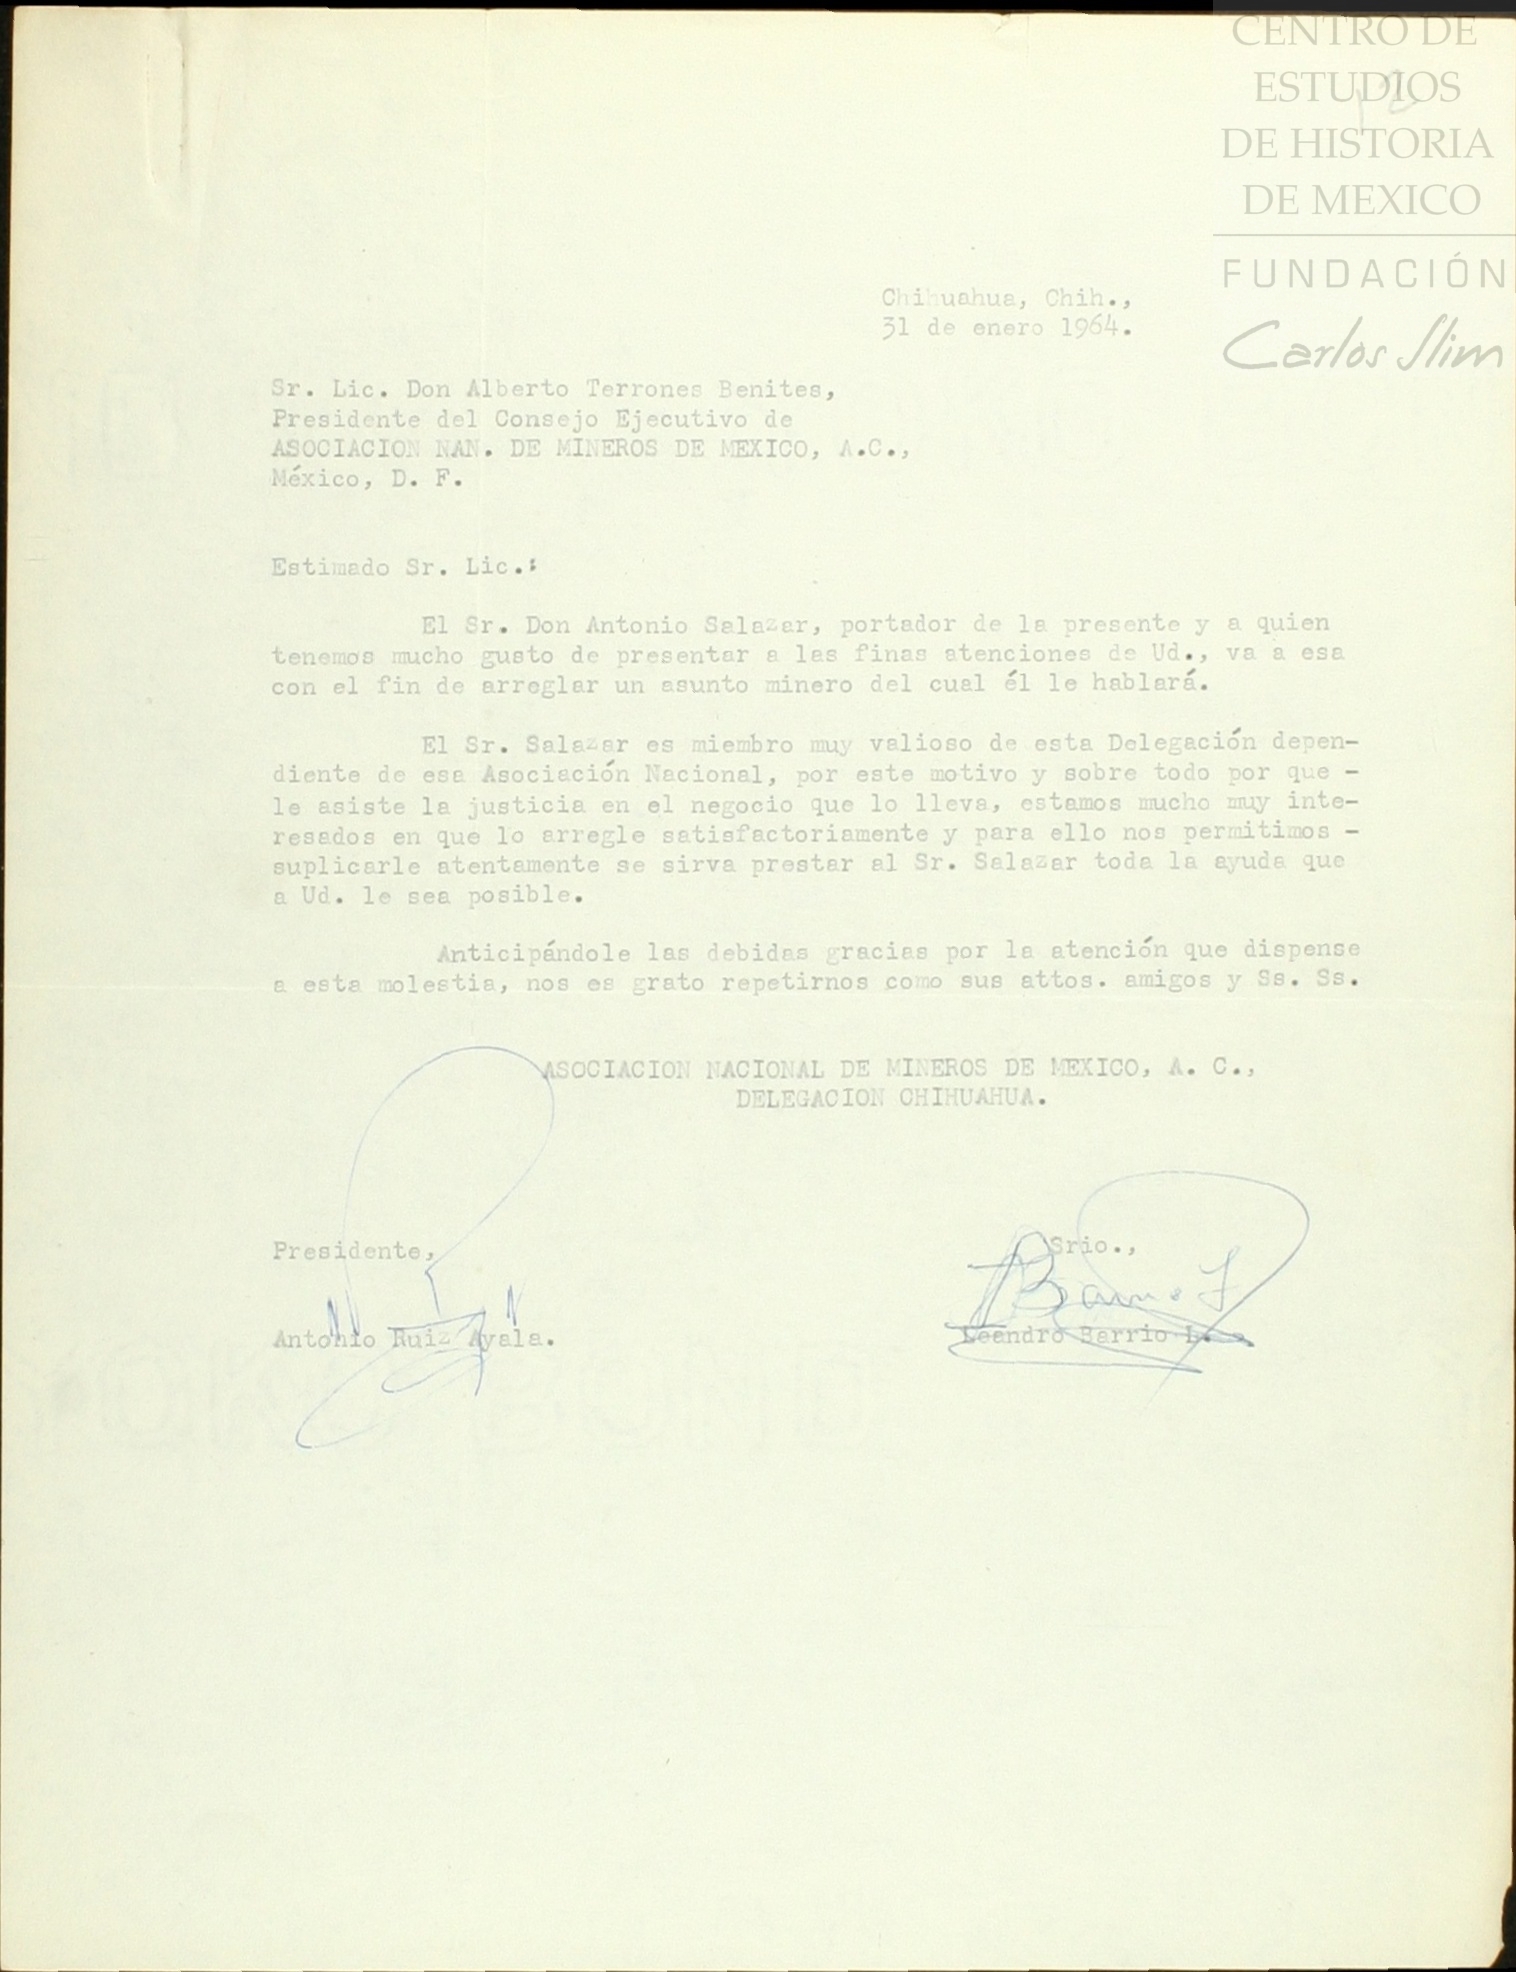 CENTRO DE
ESTUDIOS
DE HISTORIA
DE MEXICO
FUNDACIÓN
Carlos Slim
12
Chihuahua, Chih.,
31 de enero 1964.
Sr. Lic. Don Alberto Terrones Benites,
Presidente del Consejo Ejecutivo de
ASOCIACION NAN. DE MINEROS DE MEXICO, A.C.,
México, D. F.
Estimado Sr. Lic.:
El Sr. Don Antonio Salazar, portador de la presente y a quien
tenemos mucho gusto de presentar a las finas atenciones de Ud., va a esa
con el fin de arreglar un asunto minero del cual él le hablará.
El Sr. Salazar es miembro muy valioso de esta Delegación depen-
diente de esa Asociación Nacional, por este motivo y sobre todo por que -
le asiste la justicia en el negocio que lo lleva, estamos mucho muy inte-
resados en que lo arregle satisfactoriamente y para ello nos permitimos -
suplicarle atentamente se sirva prestar al Sr. Salazar toda la ayuda que
a Ud. le sea posible.
Anticipándole las debidas gracias por la atención que dispense
a esta molestia, nos es grato repetirnos como sus attos. amigos y Ss. Ss.
ASOCIACION NACIONAL DE MINEROS DE MEXICO, A. C.,
DELEGACION CHIHUAHUA.
Presidente,
Antonio Ruiz Ayala.
Srio.,
Leandro Barrio L.